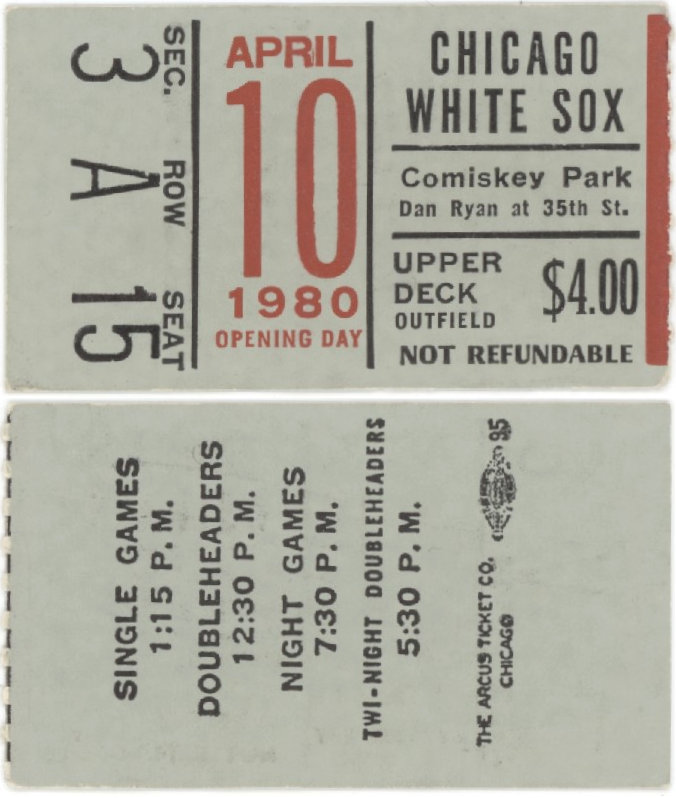 SEC. 3
ROW A
SEAT 15
APRIL
10
1980
OPENING DAY
CHICAGO
WHITE SOX
Comiskey Park
Dan Ryan at 35th St.
UPPER
DECK
OUTFIELD
$4.00
NOT REFUNDABLE
SINGLE GAMES
1:15 P. M.
DOUBLEHEADERS
12:30 P. M.
NIGHT GAMES
7:30 P. M.
TWI-NIGHT DOUBLEHEADERS
5:30 P. M.
THE ARCUS TICKET CO.
CHICAGO
95